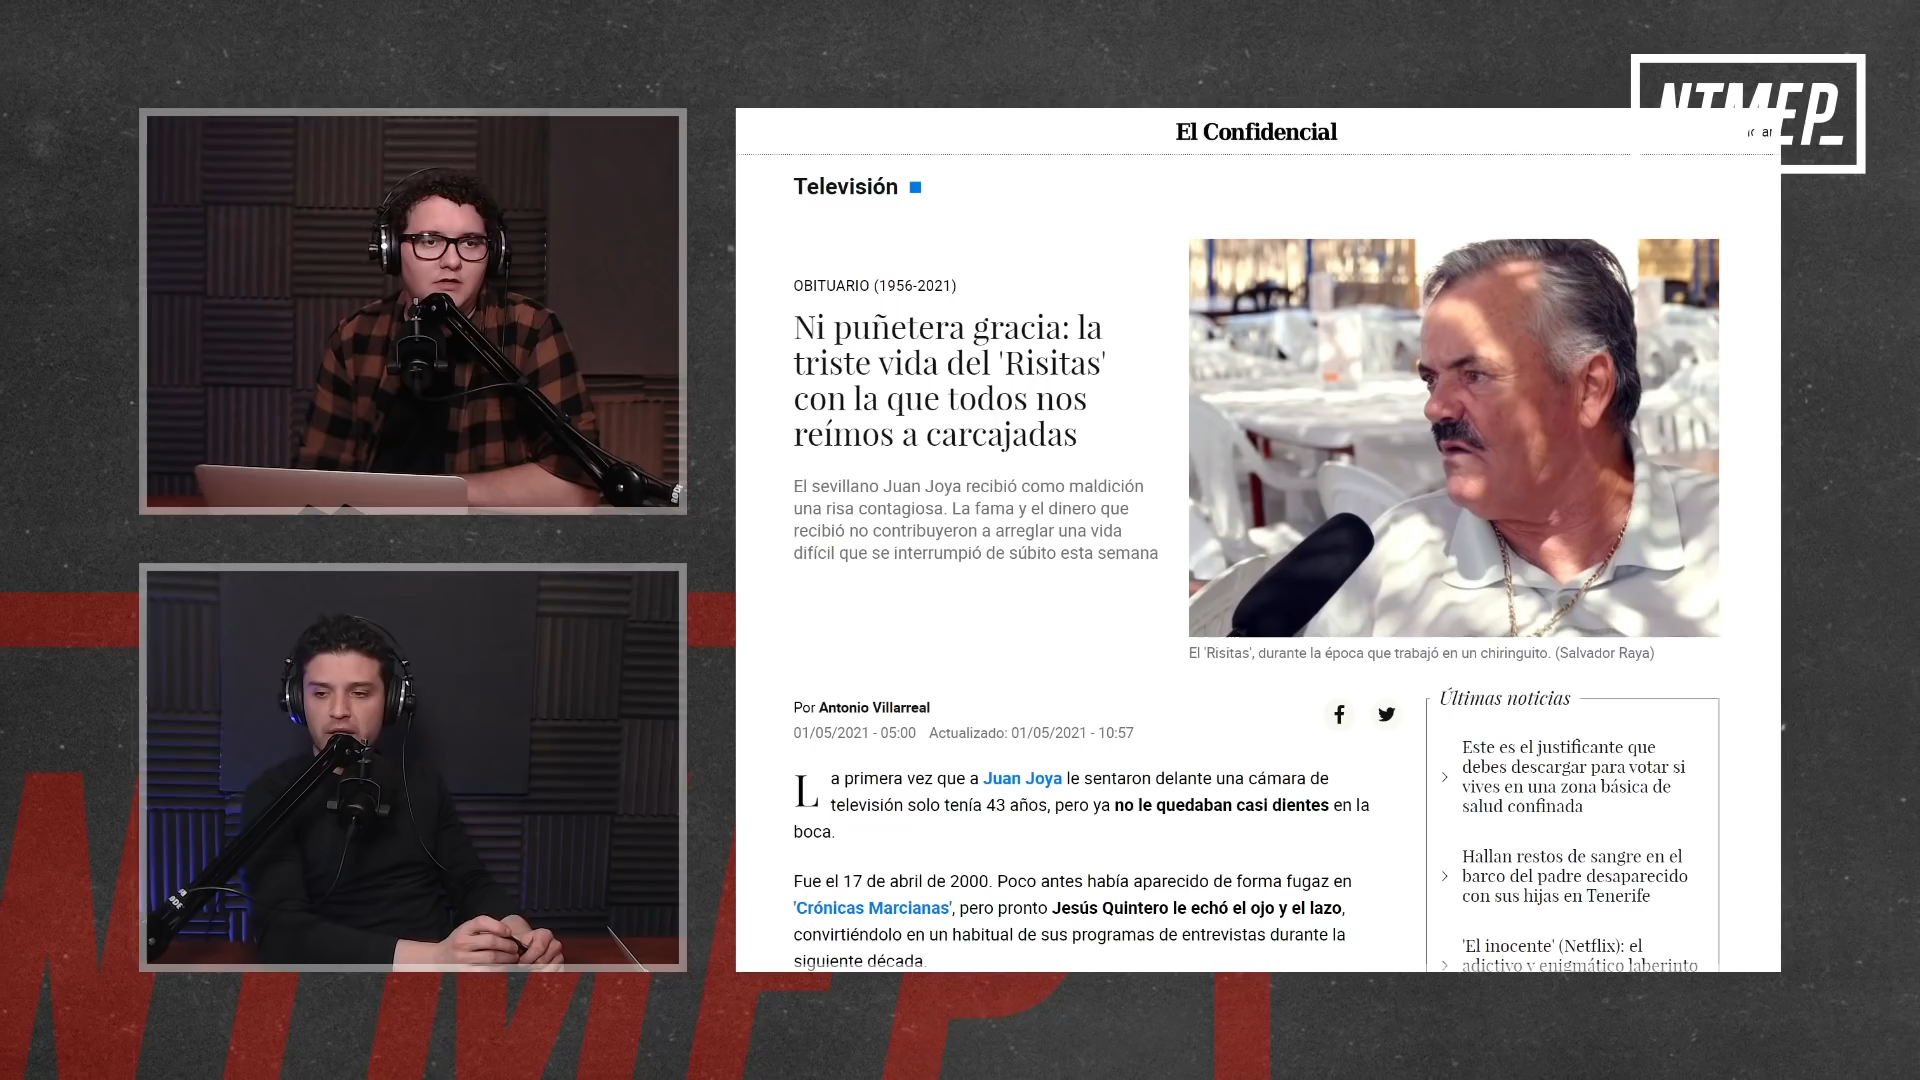 NTMEP_
El Confidencial
Televisión
OBITUARIO (1956-2021)
Ni puñetera gracia: la
triste vida del 'Risitas'
con la que todos nos
reímos a carcajadas
El sevillano Juan Joya recibió como maldición
una risa contagiosa. La fama y el dinero que
recibió no contribuyeron a arreglar una vida
difícil que se interrumpió de súbito esta semana
El 'Risitas', durante la época que trabajó en un chiringuito. (Salvador Raya)
Por Antonio Villarreal
01/05/2021 - 05:00 Actualizado: 01/05/2021 - 10:57
La primera vez que a Juan Joya le sentaron delante una cámara de
televisión solo tenía 43 años, pero ya no le quedaban casi dientes en la
boca.
Fue el 17 de abril de 2000. Poco antes había aparecido de forma fugaz en
'Crónicas Marcianas', pero pronto Jesús Quintero le echó el ojo y el lazo,
convirtiéndolo en un habitual de sus programas de entrevistas durante la
siguiente década.
Últimas noticias
Este es el justificante que
debes descargar para votar si
vives en una zona básica de
salud confinada
Hallan restos de sangre en el
barco del padre desaparecido
con sus hijas en Tenerife
'El inocente' (Netflix): el
adictivo y enigmático laberinto